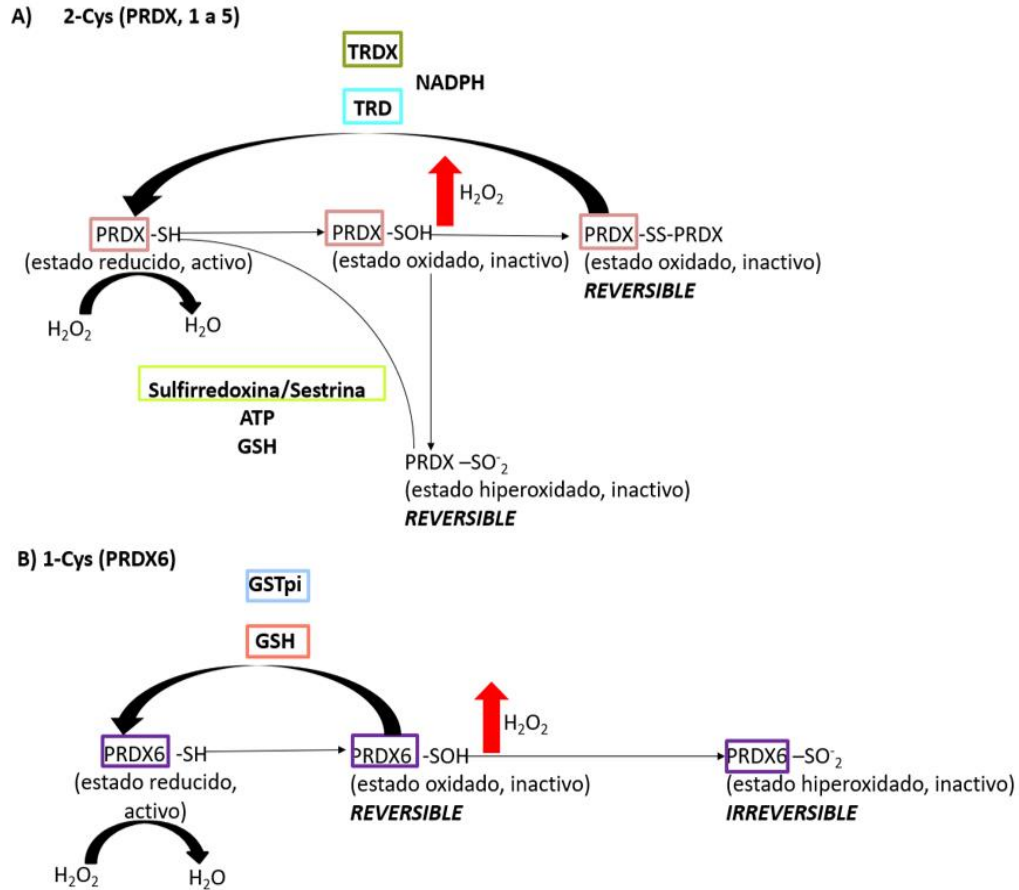 A) 2-Cys (PRDX, 1 a 5)
TRDX
NADPH
TRD
H₂O₂
PRDX -SH
PRDX -SOH
PRDX -SS-PRDX
(estado reducido, activo)
(estado oxidado, inactivo)
(estado oxidado, inactivo)
REVERSIBLE
H₂O₂
H₂O
Sulfirredoxina/Sestrina
ATP
GSH
PRDX –SO⁻₂
(estado hiperoxidado, inactivo)
REVERSIBLE
B) 1-Cys (PRDX6)
GSTpi
GSH
H₂O₂
PRDX6 -SH
PRDX6 -SOH
PRDX6 –SO⁻₂
(estado reducido,
activo)
(estado oxidado, inactivo)
REVERSIBLE
(estado hiperoxidado, inactivo)
IRREVERSIBLE
H₂O₂
H₂O